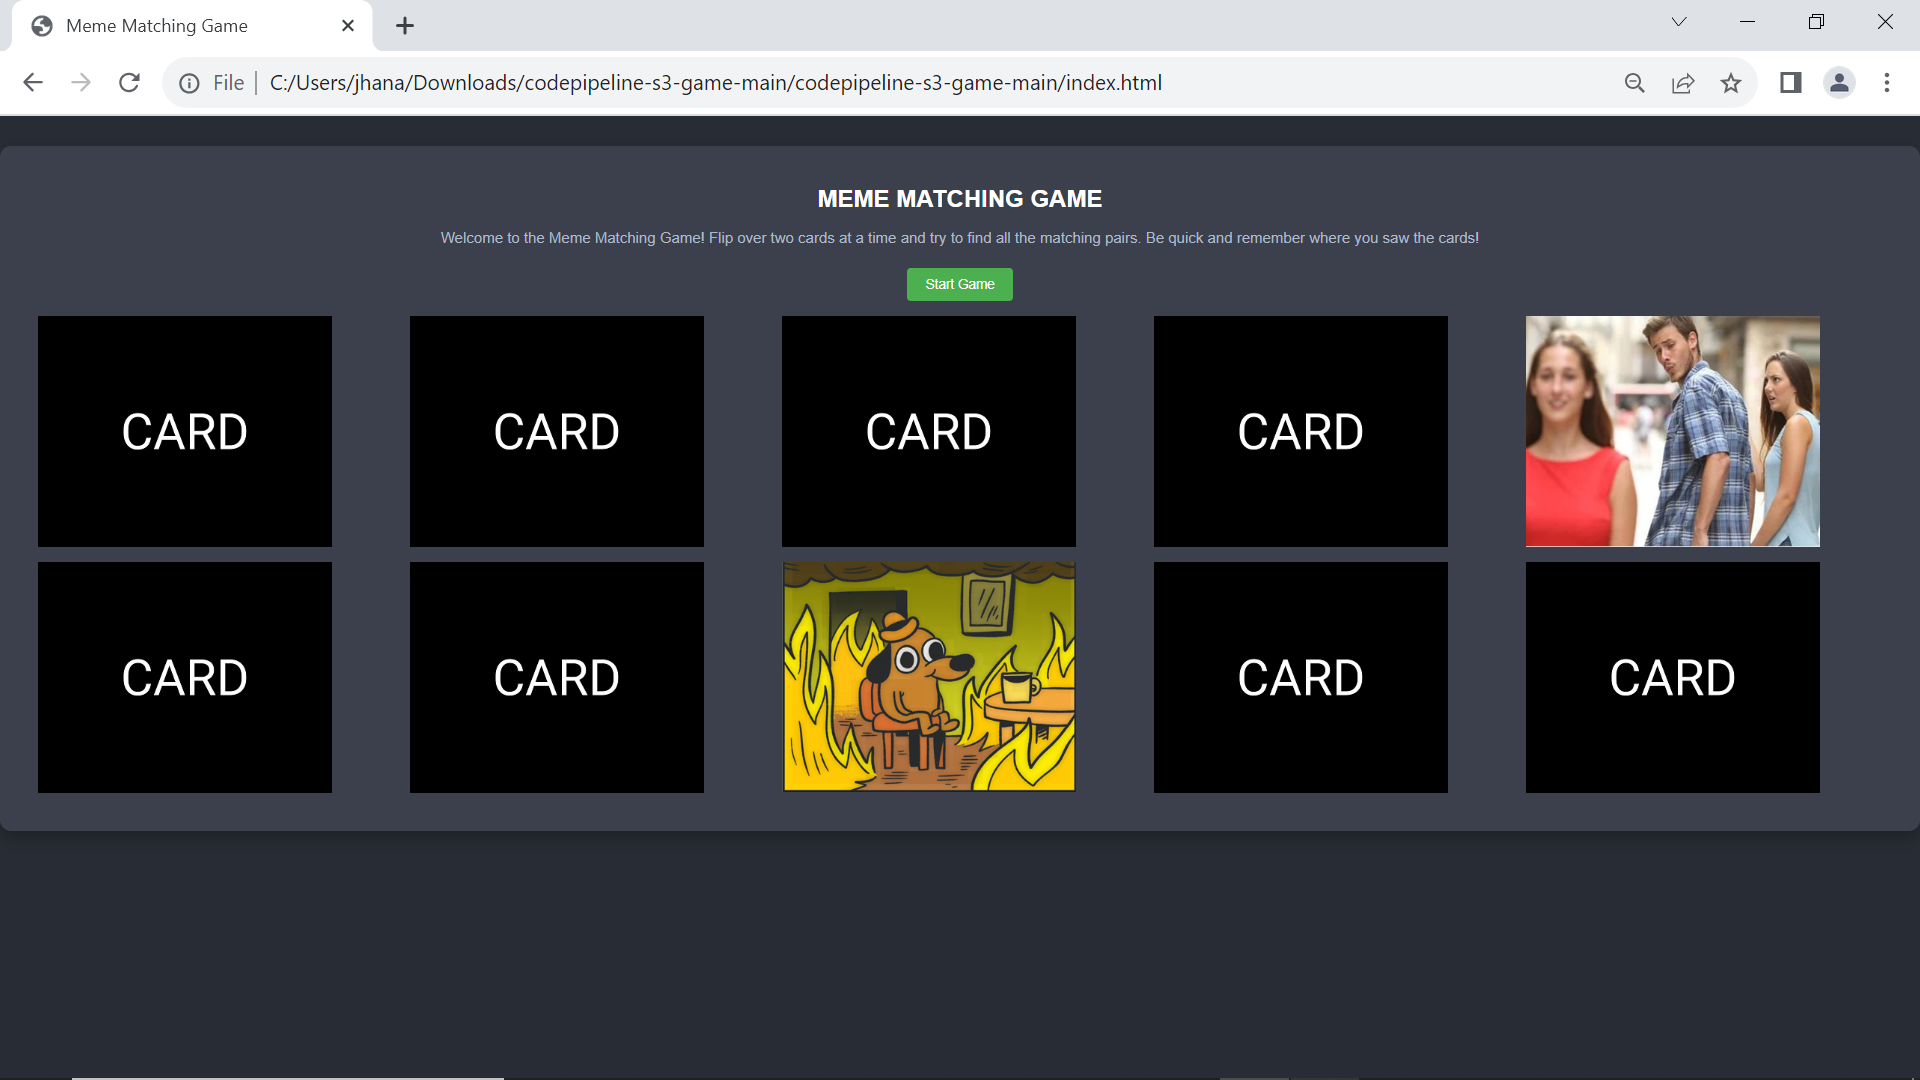 Meme Matching Game
File
C:/Users/jhana/Downloads/codepipeline-s3-game-main/codepipeline-s3-game-main/index.html
MEME MATCHING GAME
Welcome to the Meme Matching Game! Flip over two cards at a time and try to find all the matching pairs. Be quick and remember where you saw the cards!
Start Game
CARD CARD CARD CARD
CARD CARD CARD CARD